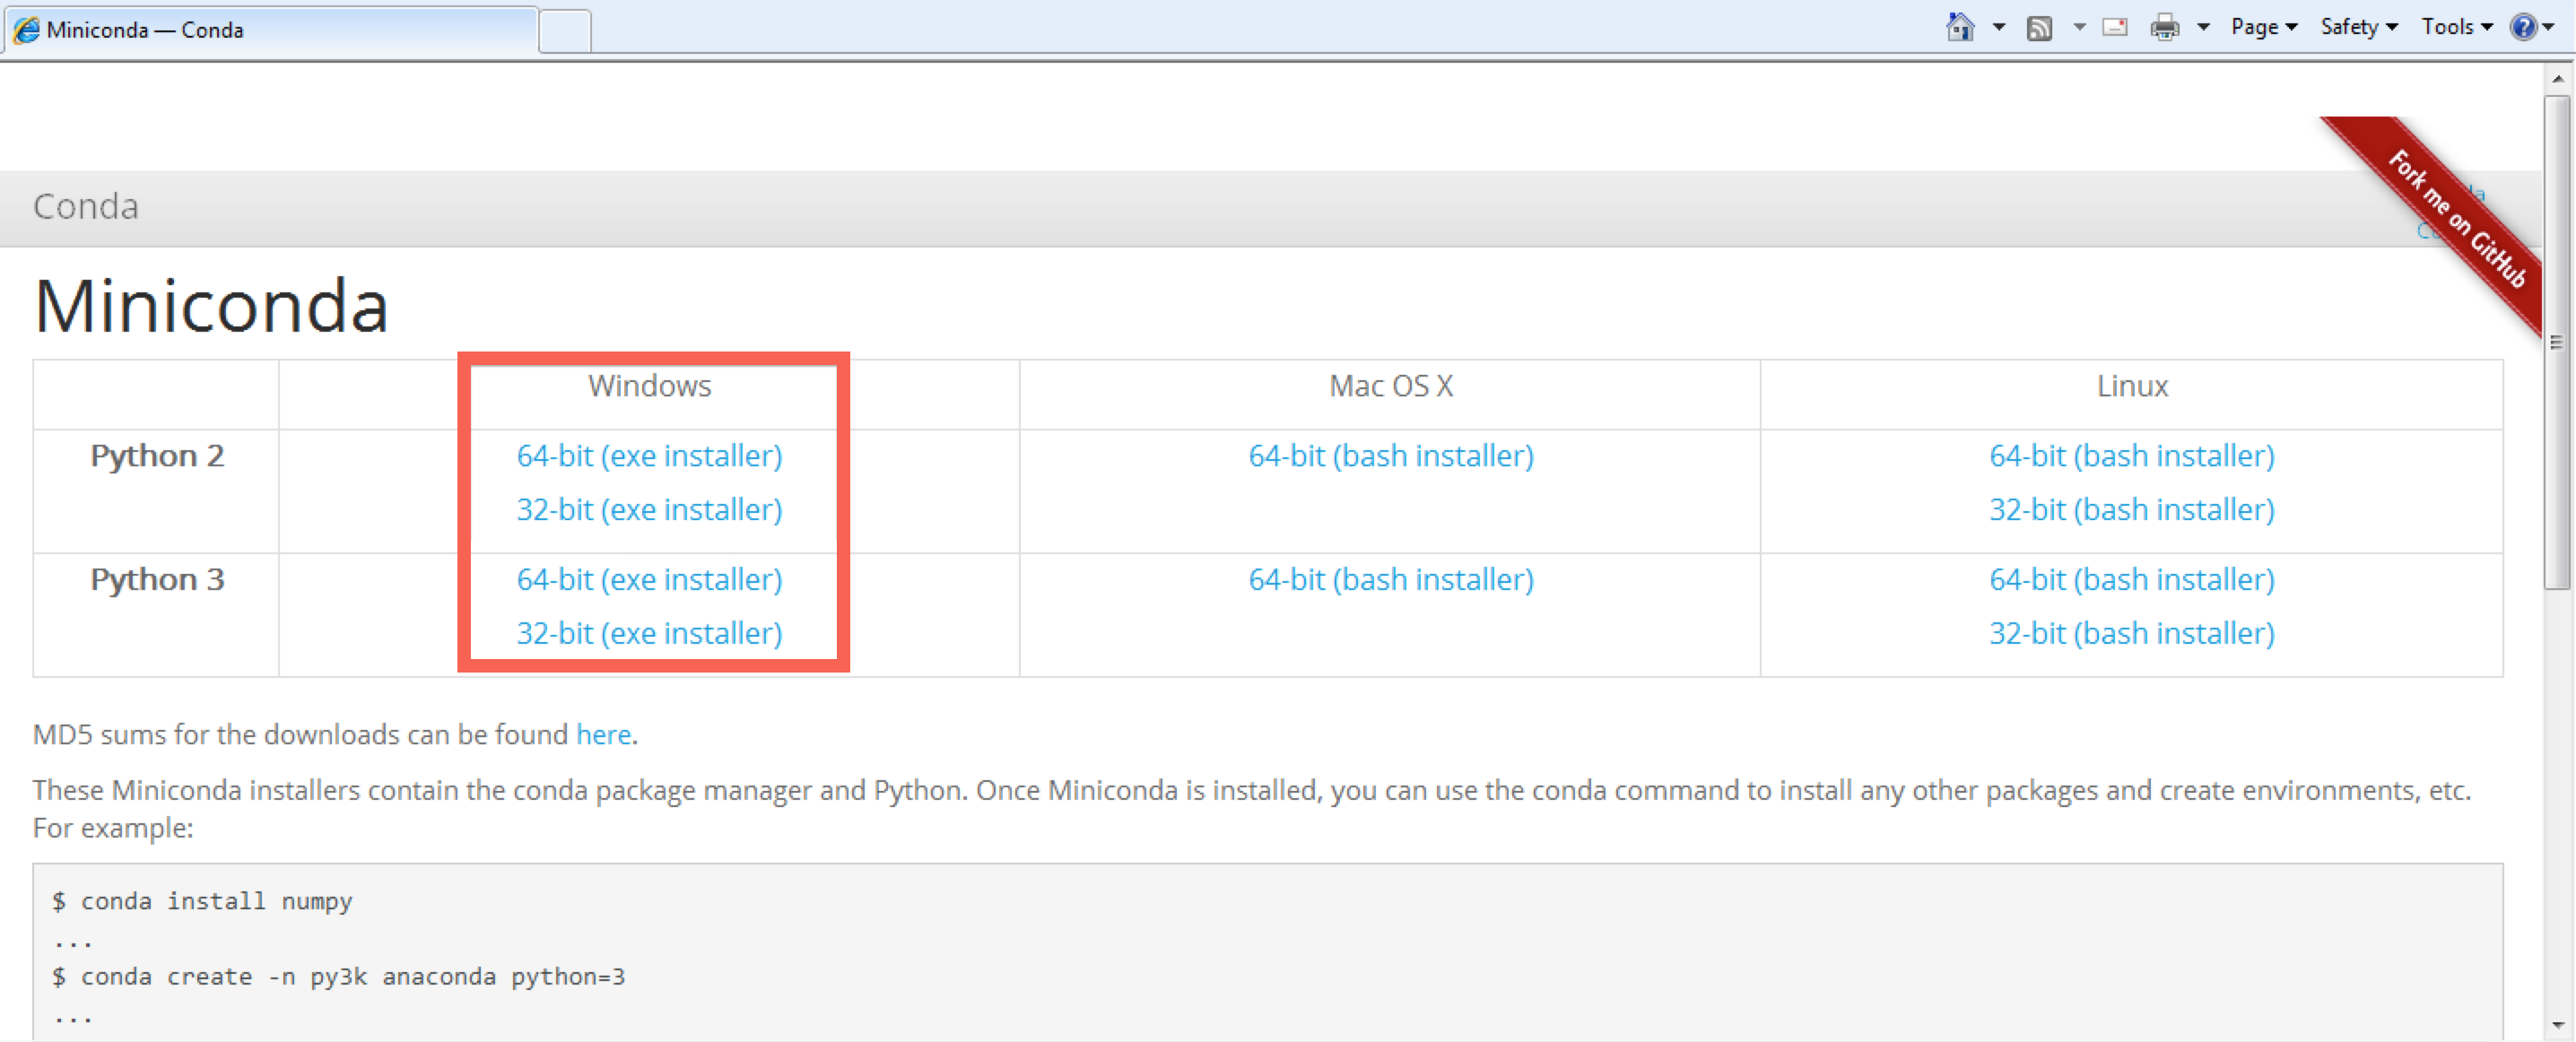 Miniconda — Conda
Page
Safety
Tools
Fork me on GitHub
Conda
Miniconda
Windows
Mac OS X
Linux
Python 2
64-bit (exe installer)
64-bit (bash installer)
64-bit (bash installer)
32-bit (exe installer)
32-bit (bash installer)
Python 3
64-bit (exe installer)
64-bit (bash installer)
64-bit (bash installer)
32-bit (exe installer)
32-bit (bash installer)
MD5 sums for the downloads can be found here.
These Miniconda installers contain the conda package manager and Python. Once Miniconda is installed, you can use the conda command to install any other packages and create environments, etc.
For example:
$ conda install numpy
...
$ conda create -n py3k anaconda python=3
...